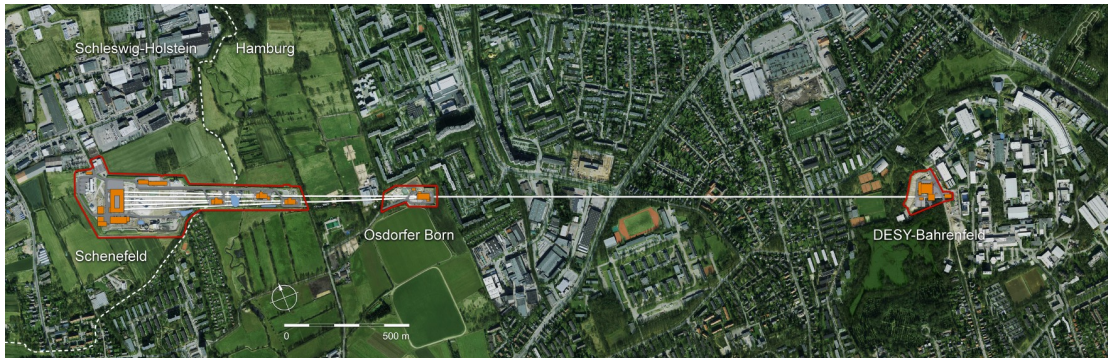 Schleswig-Holstein
Hamburg
Osdorfer Born
DESY-Bahrenfeld
Schenefeld
0
500 m